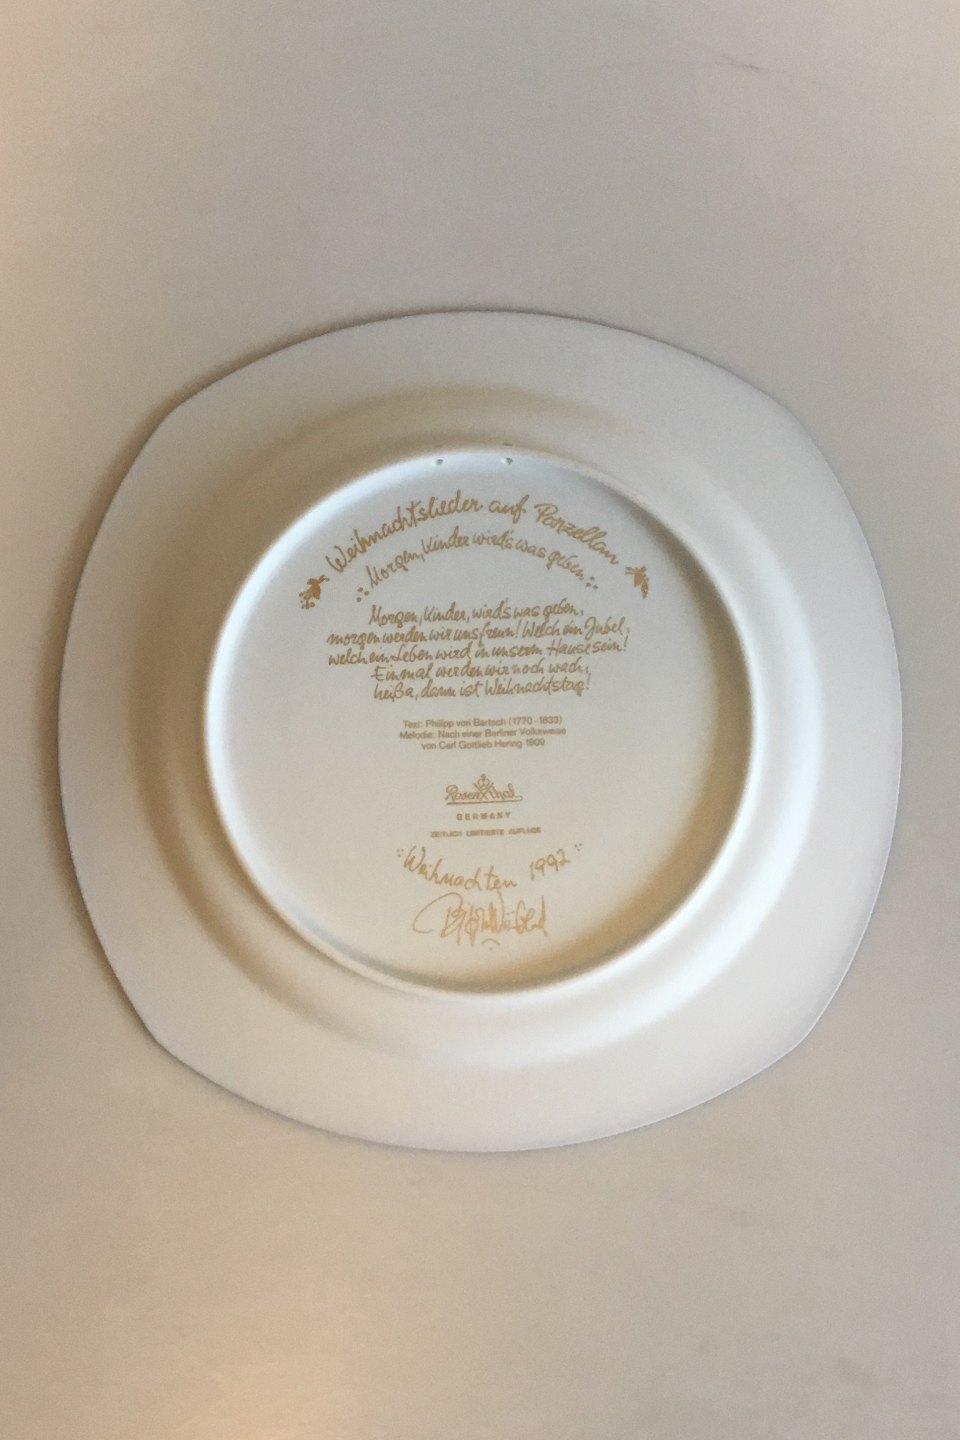 Weihnachtslieder auf Porzellan
Morgen, Kinder wird's was geben
Morgen, Kinder, wird's was geben,
morgen werden wir uns freun! Welch ein Jubel,
welch ein Leben wird in unserm Hause sein!
Einmal werden wir noch wach,
heißa, dann ist Weihnachtstag!
Text: Philipp von Bartsch (1770 - 1833)
Melodie: Nach einer Berliner Volksweise
von Carl Gottlieb Hering 1809
Rosenthal
GERMANY
ZEITLICH LIMITIERTE AUFLAGE
Weihnachten 1992
Bjørn Wiinblad